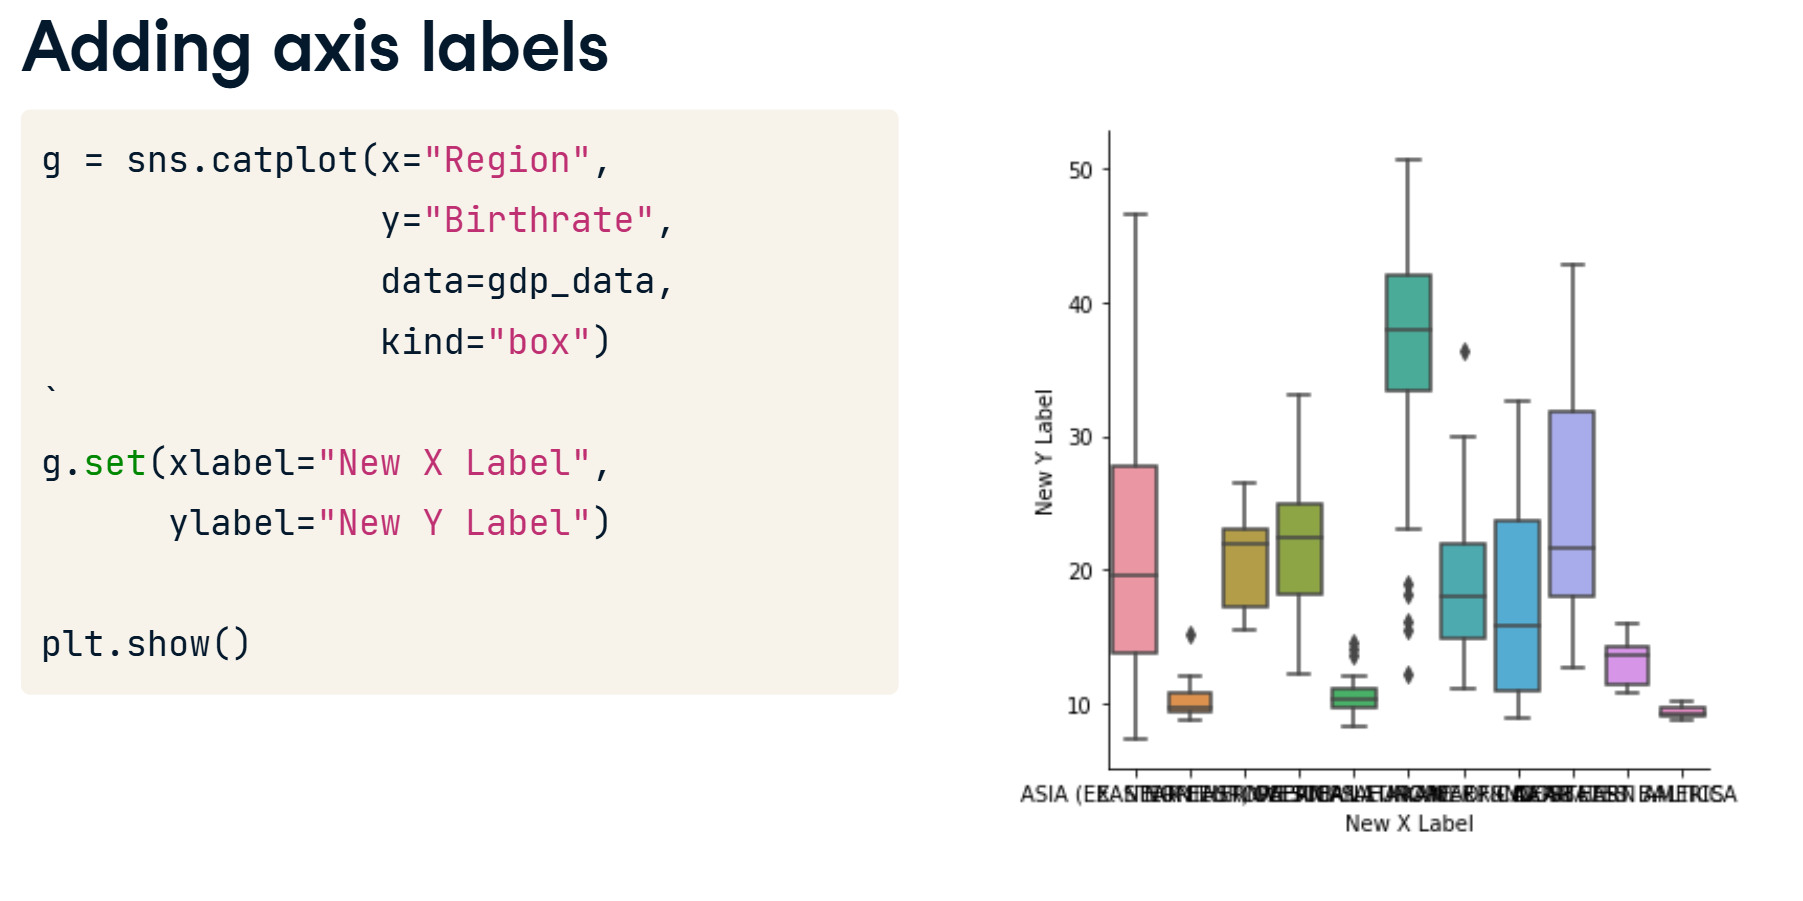 Adding axis labels
g = sns.catplot(x="Region",
y="Birthrate",
data=gdp_data,
kind="box")
`
g.set(xlabel="New X Label",
ylabel="New Y Label")
plt.show()
50
40
30
20
10
New Y Label
ASIA (EX.
New X Label